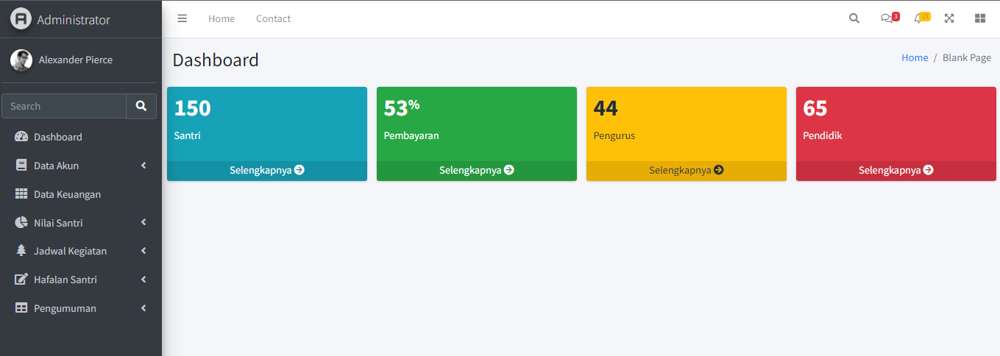 Administrator
Home
Contact
3
15
Alexander Pierce
Search
Dashboard
Data Akun
Data Keuangan
Nilai Santri
Jadwal Kegiatan
Hafalan Santri
Pengumuman
Dashboard
Home / Blank Page
150
Santri
Selengkapnya
53%
Pembayaran
Selengkapnya
44
Pengurus
Selengkapnya
65
Pendidik
Selengkapnya